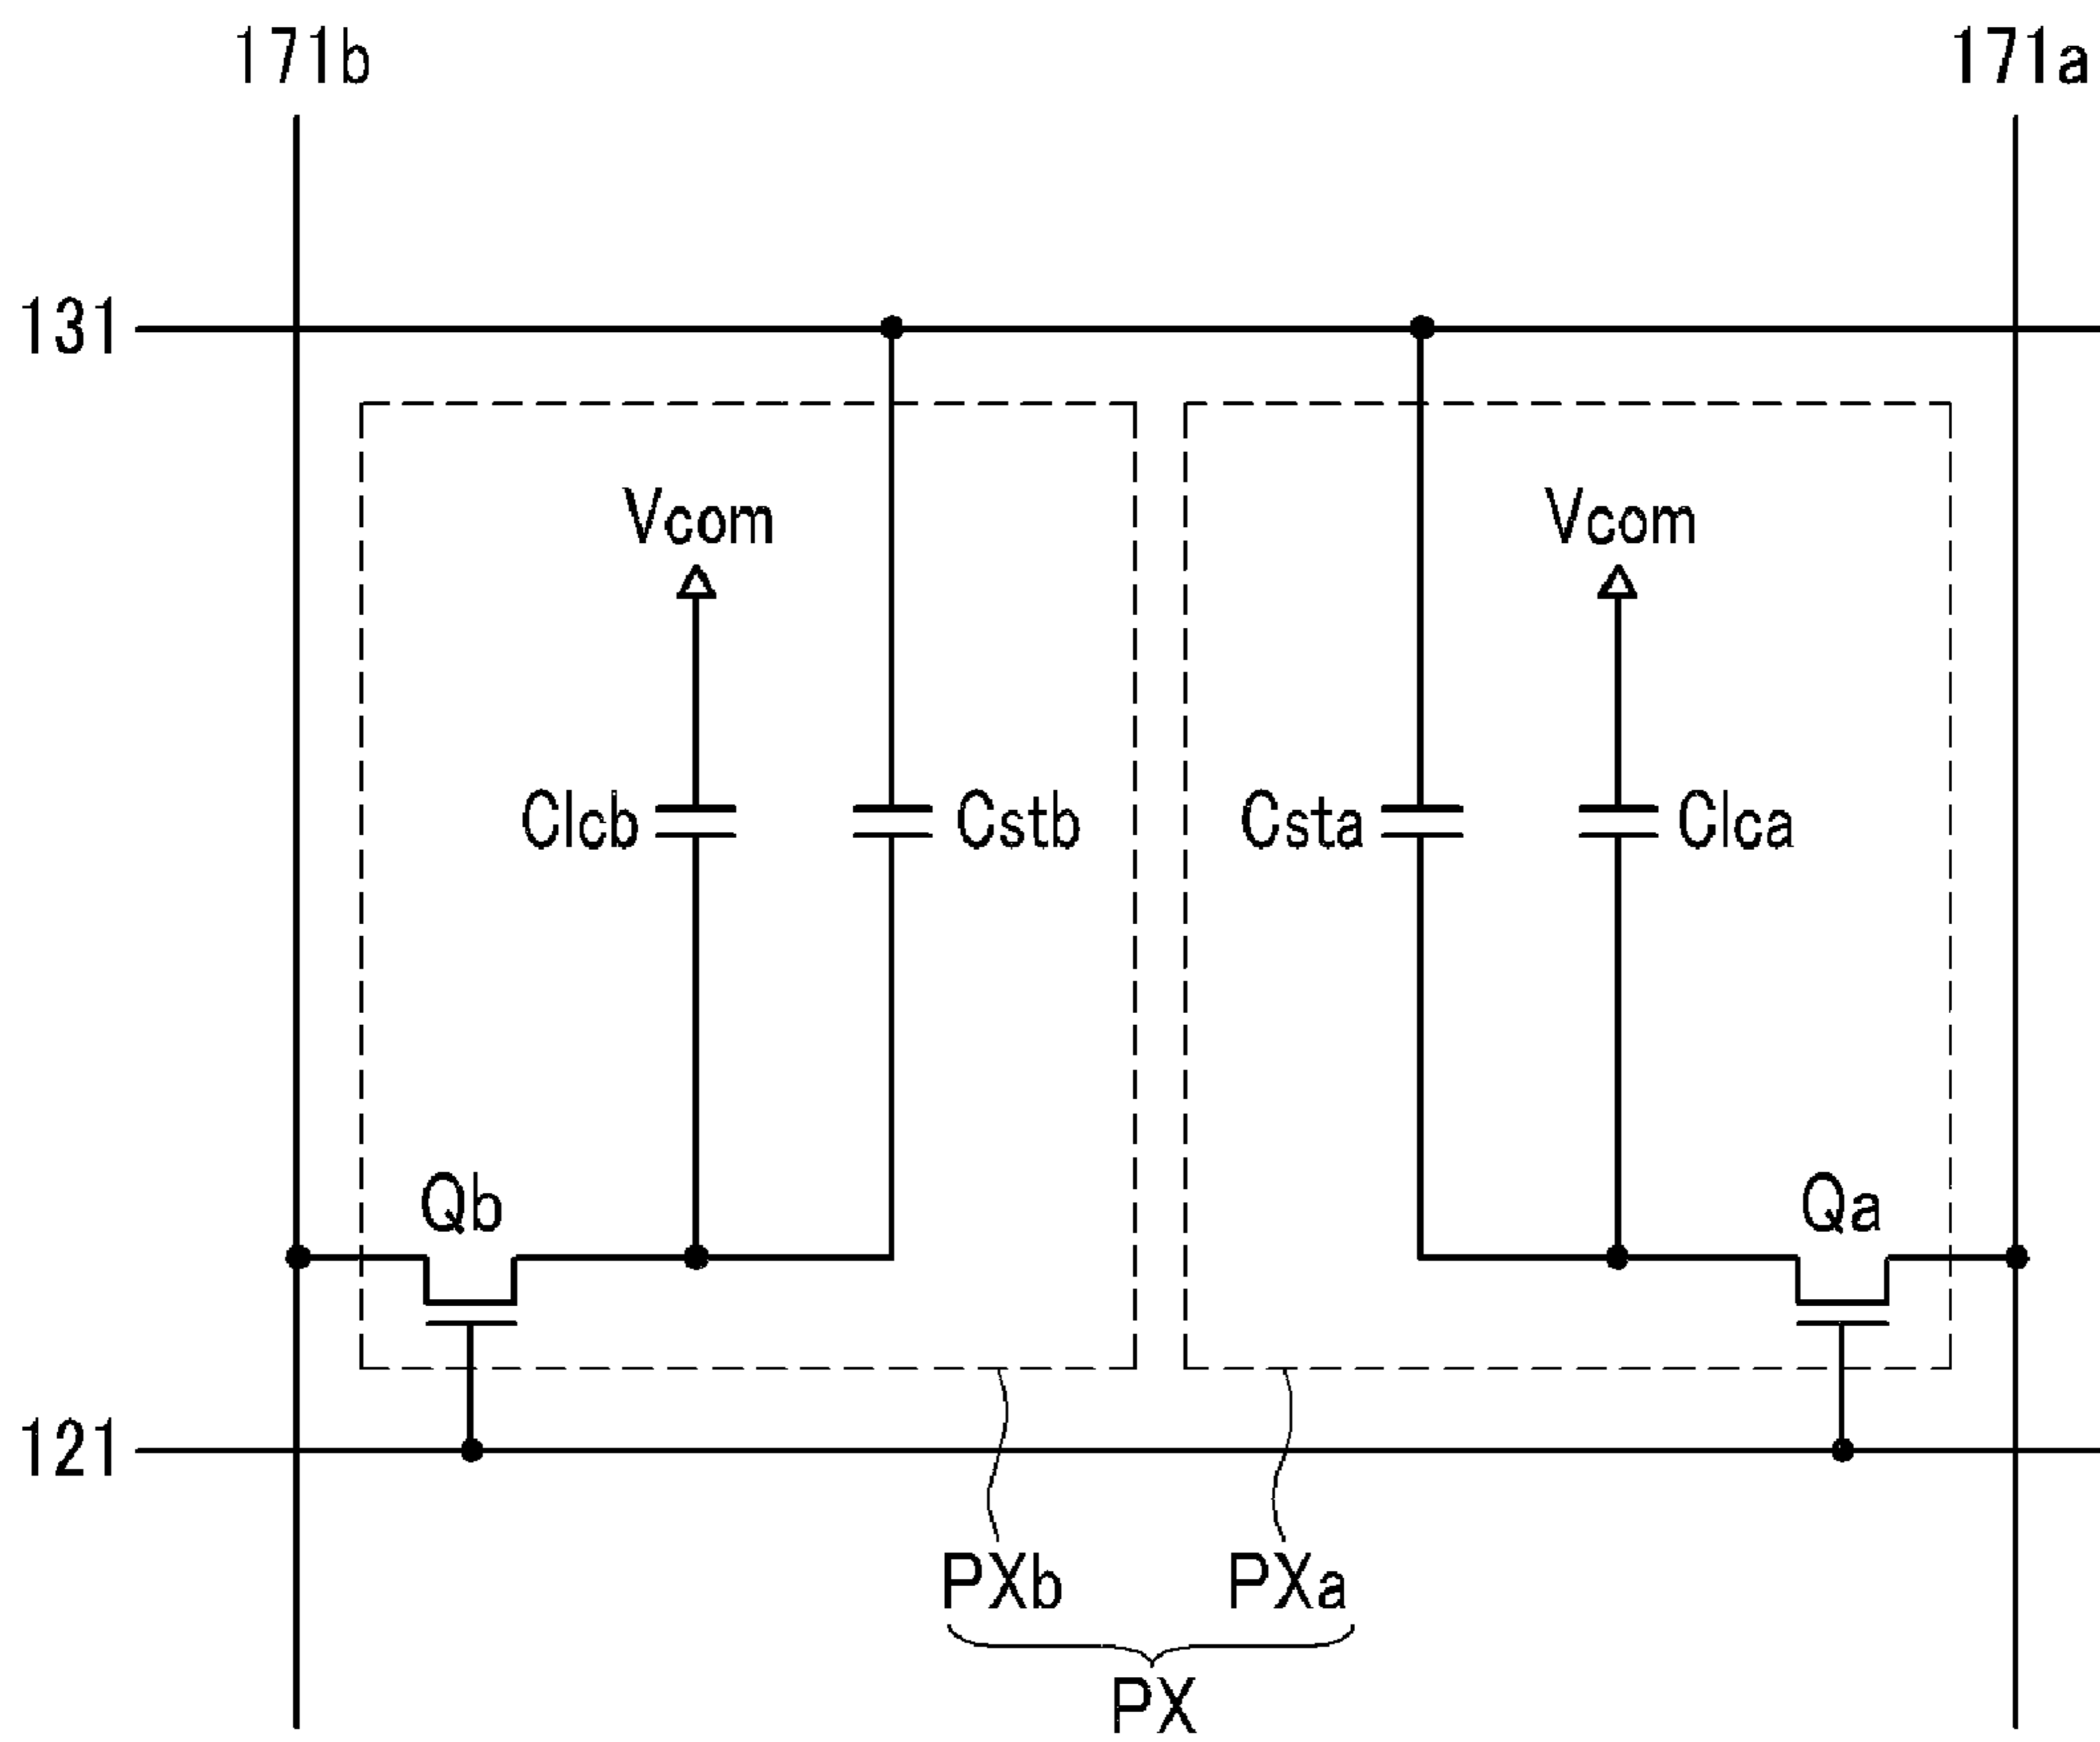 171b 171a
131
Vcom Vcom
Clcb Cstb Csta Clca
Qb Qa
121
PXb PXa
PX